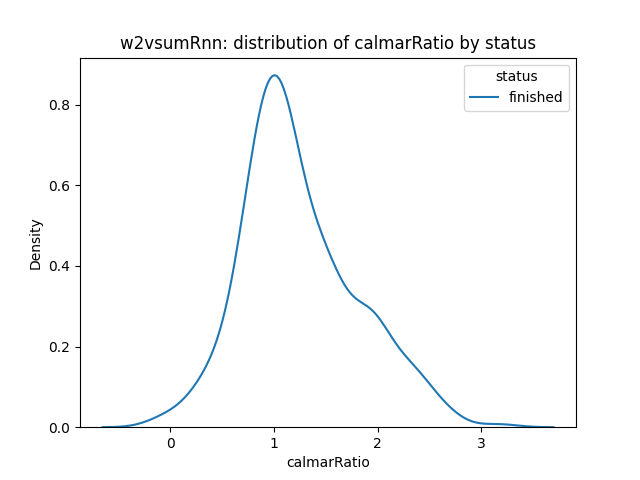 w2vsumRnn: distribution of calmarRatio by status
status
finished
Density
0.8
0.6
0.4
0.2
0.0
0 1 2 3
calmarRatio